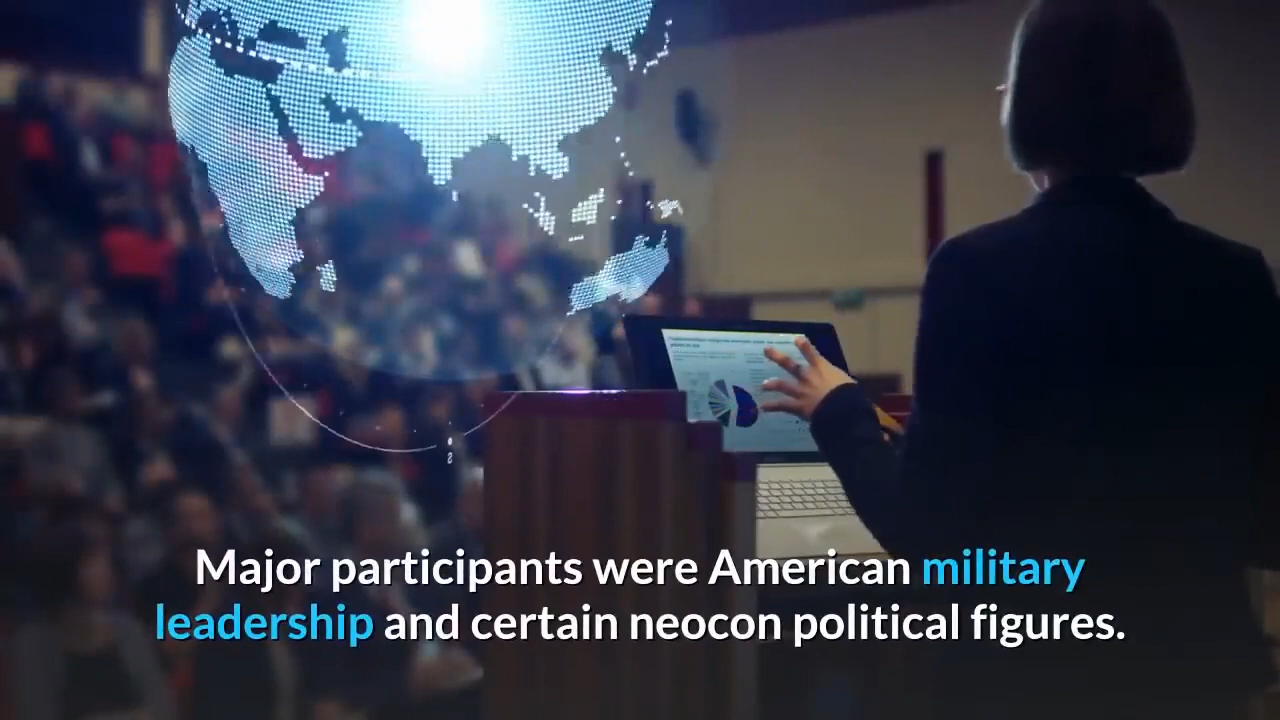 Major participants were American military
leadership and certain neocon political figures.